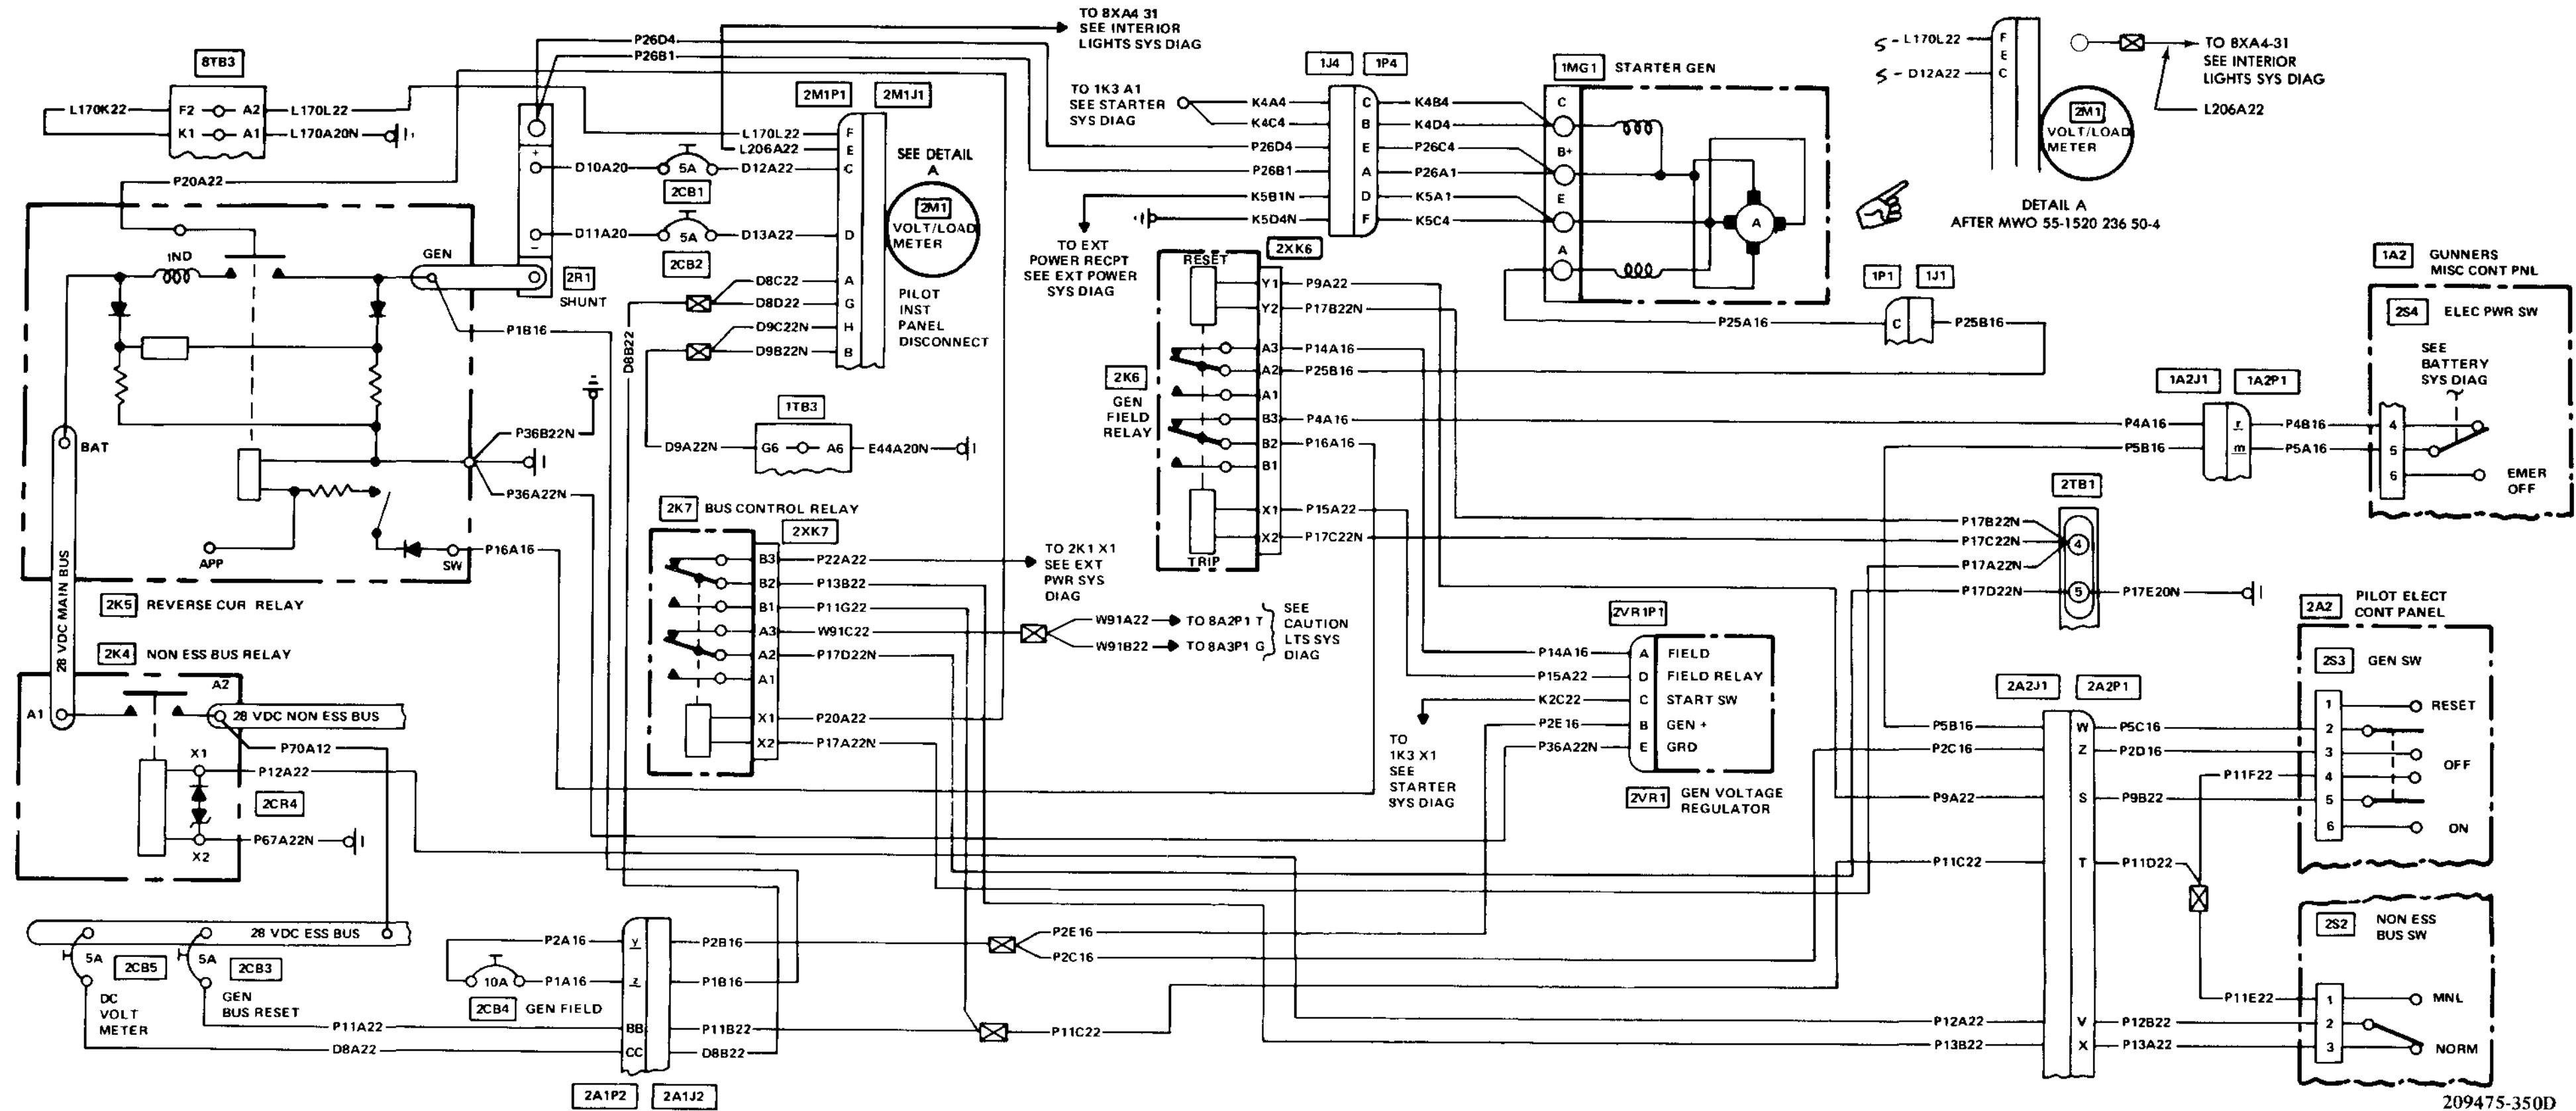 TO 8XA4 31
SEE INTERIOR
LIGHTS SYS DIAG
P26D4
P26B1
8TB3
L170K22
F2
A2
L170L22
K1
A1
L170A20N
P20A22
+
-
D10A20
5A
D12A22
2CB1
D11A20
5A
D13A22
2CB2
2R1
SHUNT
2M1P1
2M1J1
L170L22
F
L206A22
E
C
D
SEE DETAIL
A
2M1
VOLT/LOAD
METER
D8C22
A
D8D22
G
D9C22N
H
D9B22N
B
PILOT
INST
PANEL
DISCONNECT
D8B22
1TB3
D9A22N
G6
A6
E44A20N
IND
GEN
P1B16
BAT
P36B22N
P36A22N
APP
SW
P16A16
2K5
REVERSE CUR RELAY
28 VDC MAIN BUS
2K4
NON ESS BUS RELAY
A1
A2
28 VDC NON ESS BUS
P70A12
X1
P12A22
2CR4
P67A22N
X2
28 VDC ESS BUS
5A
2CB5
DC
VOLT
METER
5A
2CB3
GEN
BUS RESET
P11A22
D8A22
2K7
BUS CONTROL RELAY
2XK7
B3
P22A22
B2
P13B22
B1
P11G22
A3
W91C22
A2
P17D22N
A1
X1
P20A22
X2
P17A22N
TO 2K1 X1
SEE EXT
PWR SYS
DIAG
W91A22
TO 8A2P1 T
W91B22
TO 8A3P1 G
SEE
CAUTION
LTS SYS
DIAG
P2A16
y
P2B16
10A
P1A16
z
P1B16
2CB4
GEN FIELD
BB
P11B22
CC
D8B22
2A1P2
2A1J2
P2E16
P2C16
P11C22
TO 1K3 A1
SEE STARTER
SYS DIAG
1J4
1P4
K4A4
C
K4B4
K4C4
B
K4D4
P26D4
E
P26C4
P26B1
A
P26A1
K5B1N
D
K5A1
K5D4N
F
K5C4
TO EXT
POWER RECPT
SEE EXT POWER
SYS DIAG
1MG1
STARTER GEN
C
B+
E
A
A
2XK6
RESET
Y1
P9A22
Y2
P17B22N
A3
P14A16
A2
P25B16
A1
B3
P4A16
B2
P16A16
B1
X1
P15A22
X2
P17C22N
TRIP
2K6
GEN
FIELD
RELAY
P25A16
1P1
1J1
C
P25B16
L170L22
F
E
D12A22
C
TO 8XA4-31
SEE INTERIOR
LIGHTS SYS DIAG
L206A22
2M1
VOLT/LOAD
METER
DETAIL A
AFTER MWO 55-1520 236 50-4
1A2
GUNNERS
MISC CONT PNL
2S4
ELEC PWR SW
SEE
BATTERY
SYS DIAG
1A2J1
1A2P1
P4A16
r
P4B16
4
P5B16
m
P5A16
5
6
EMER
OFF
2TB1
P17B22N
P17C22N
4
P17A22N
P17D22N
5
P17E20N
2VR1P1
P14A16
A
FIELD
P15A22
D
FIELD RELAY
K2C22
C
START SW
P2E16
B
GEN +
P36A22N
E
GRD
TO
1K3 X1
SEE
STARTER
SYS DIAG
2VR1
GEN VOLTAGE
REGULATOR
2A2
PILOT ELECT
CONT PANEL
2S3
GEN SW
2A2J1
2A2P1
1
RESET
P5B16
W
P5C16
2
P2C16
Z
P2D16
3
OFF
P11F22
4
P9A22
S
P9B22
5
6
ON
P11C22
T
P11D22
2S2
NON ESS
BUS SW
P11E22
1
MNL
P12A22
V
P12B22
2
P13B22
X
P13A22
3
NORM
209475-350D